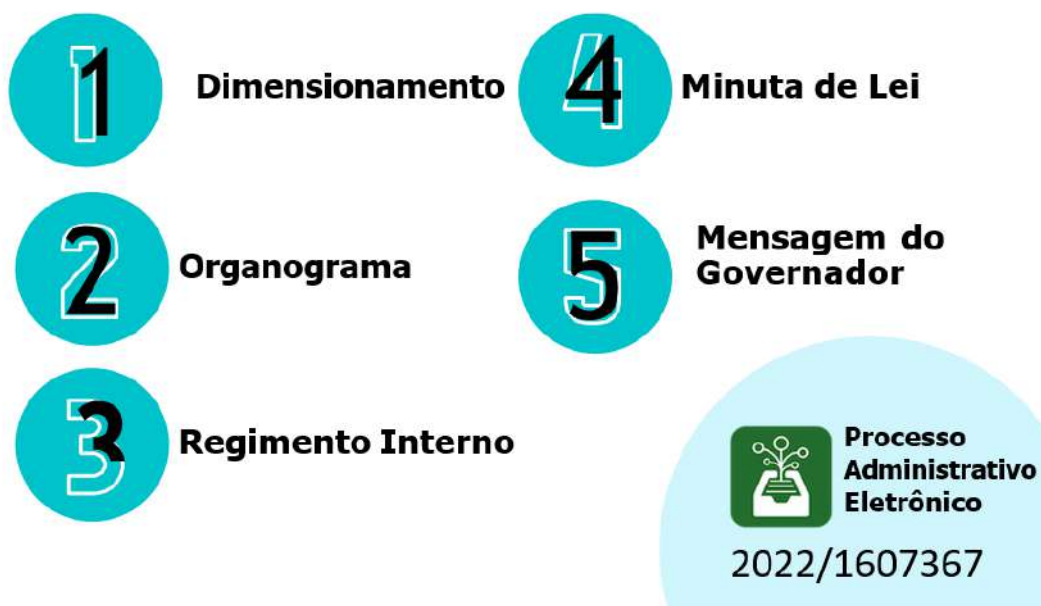 1
Dimensionamento
2
Organograma
3
Regimento Interno
4
Minuta de Lei
5
Mensagem do
Governador
Processo
Administrativo
Eletrônico
2022/1607367